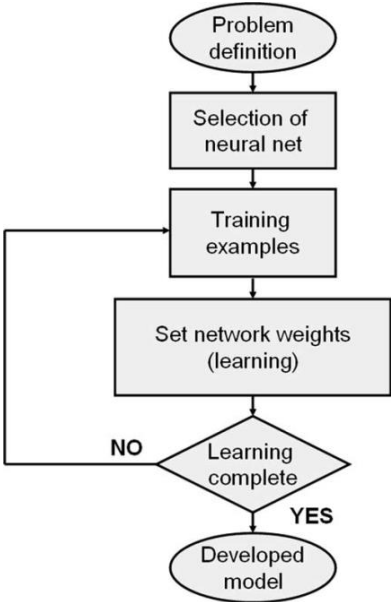 Problem
definition
Selection of
neural net
Training
examples
Set network weights
(learning)
NO
Learning
complete
YES
Developed
model